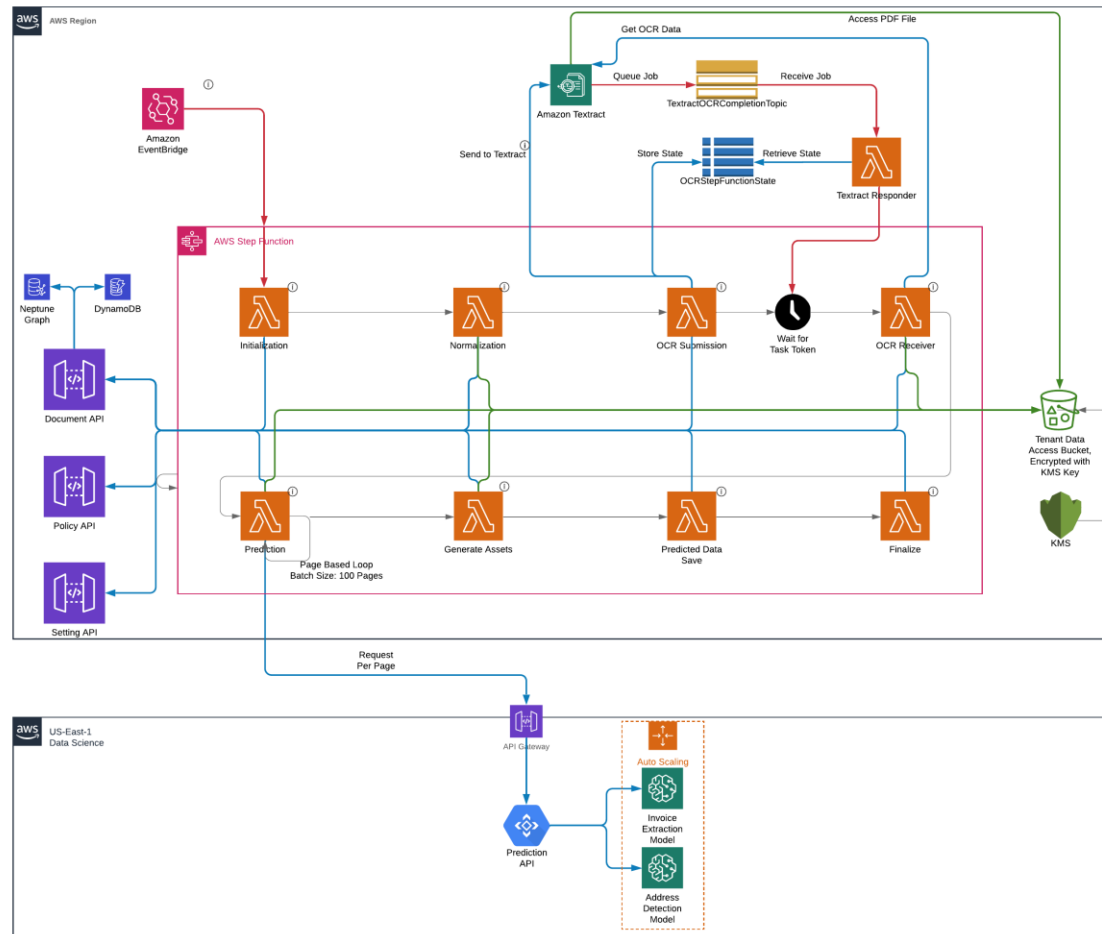 aws
AWS Region
Access PDF File
Get OCR Data
Queue Job
Receive Job
Amazon Textract
TextractOCRCompletionTopic
Amazon
EventBridge
Send to Textract
Store State
Retrieve State
OCRStepFunctionState
Textract Responder
AWS Step Function
Neptune
Graph
DynamoDB
Initialization
Normalization
OCR Submission
Wait for
Task Token
OCR Receiver
Document API
Tenant Data
Access Bucket,
Encrypted with
KMS Key
Policy API
Prediction
Generate Assets
Predicted Data
Save
Finalize
KMS
Page Based Loop
Batch Size: 100 Pages
Setting API
Request
Per Page
aws
US-East-1
Data Science
API Gateway
Auto Scaling
Invoice
Extraction
Model
Prediction
API
Address
Detection
Model